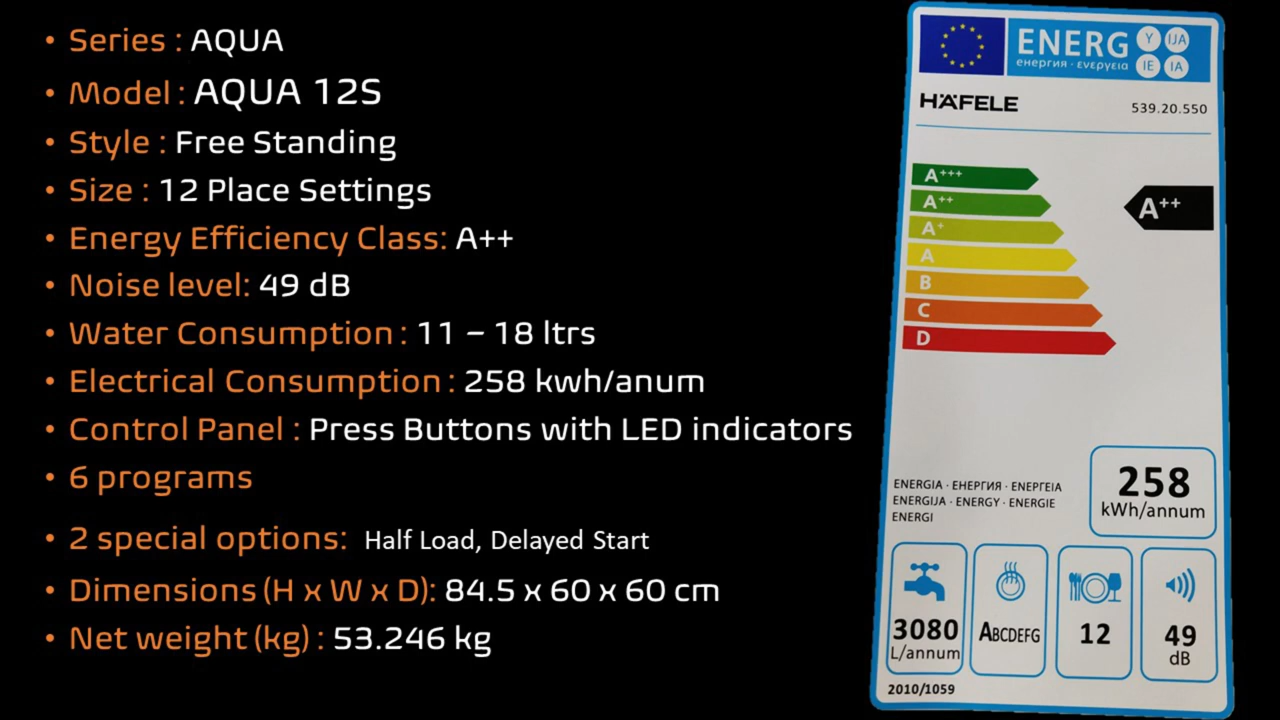 • Series : AQUA
• Model : AQUA 12S
• Style : Free Standing
• Size : 12 Place Settings
• Energy Efficiency Class: A++
• Noise level: 49 dB
• Water Consumption : 11 – 18 ltrs
• Electrical Consumption : 258 kwh/anum
• Control Panel : Press Buttons with LED indicators
• 6 programs
• 2 special options: Half Load, Delayed Start
• Dimensions (H x W x D): 84.5 x 60 x 60 cm
• Net weight (kg) : 53.246 kg
ENERG Y IJA
енергия · ενεργεια IE IA
HÄFELE 539.20.550
A+++
A++ A++
A+
A
B
C
D
ENERGIA · ЕНЕРГИЯ · ΕΝΕΡΓΕΙΑ
ENERGIJA · ENERGY · ENERGIE
ENERGI
258
kWh/annum
3080
L/annum
ABCDEFG
12
49
dB
2010/1059